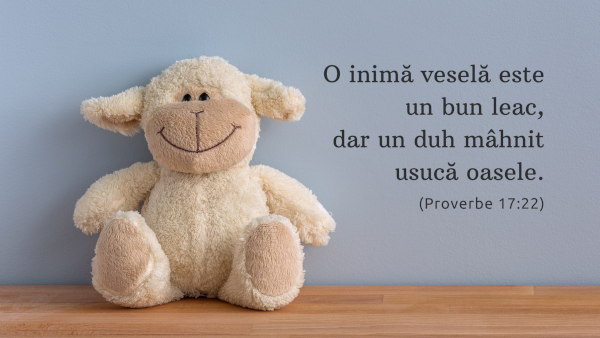 O inimă veselă este
un bun leac,
dar un duh mâhnit
usucă oasele.
(Proverbe 17:22)